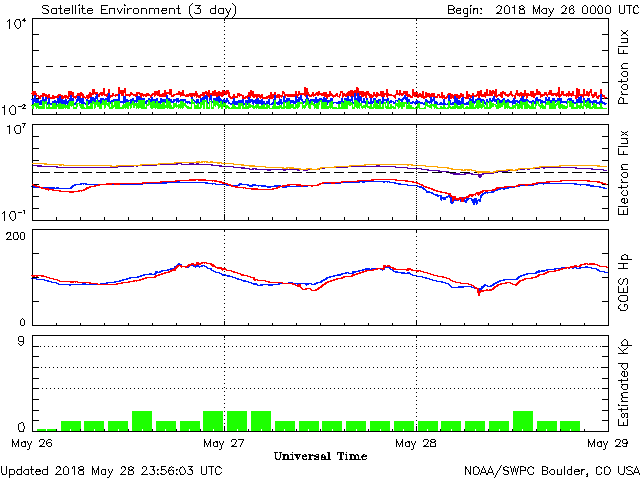 Satellite Environment (3 day) Begin: 2018 May 26 0000 UTC
10⁴
Proton Flux
10⁻²
10⁷
Electron Flux
10⁻¹
200
100
GOES Hp
0
9
Estimated Kp
0
May 26 May 27 May 28 May 29
Universal Time
Updated 2018 May 28 23:56:03 UTC NOAA/SWPC Boulder, CO USA